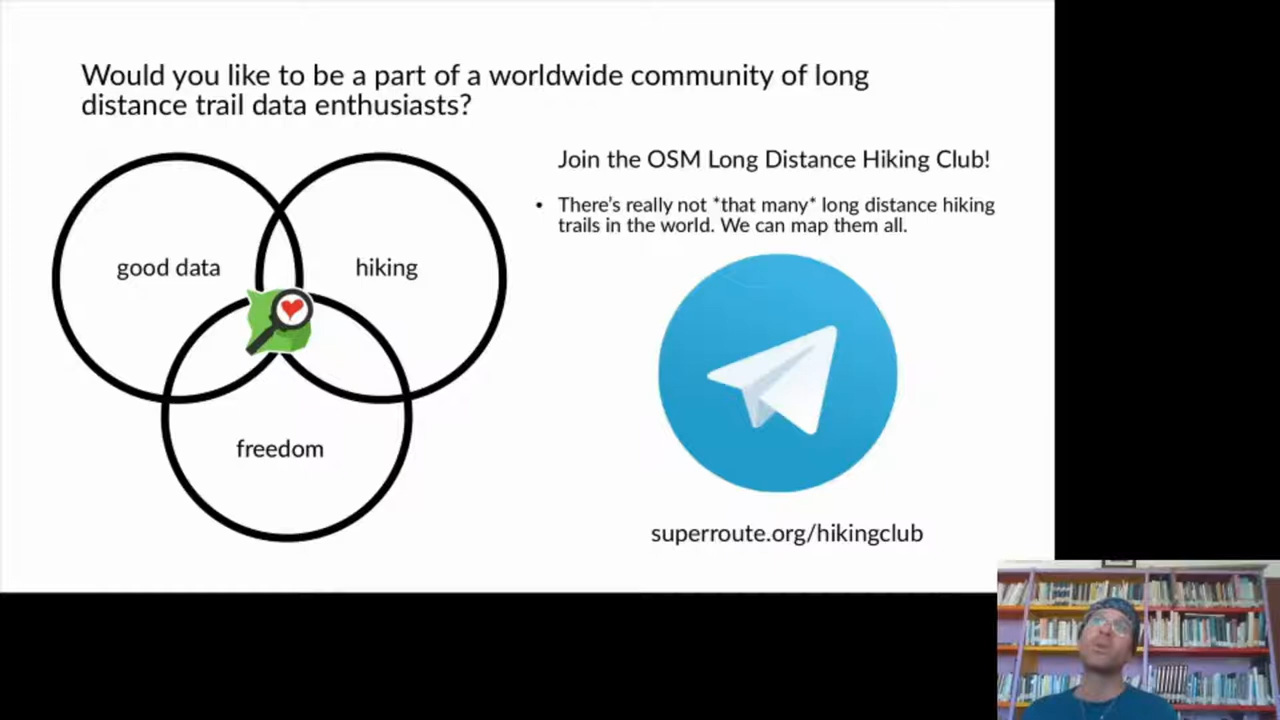 Would you like to be a part of a worldwide community of long
distance trail data enthusiasts?
good data
hiking
freedom
Join the OSM Long Distance Hiking Club!
• There's really not *that many* long distance hiking
trails in the world. We can map them all.
superroute.org/hikingclub